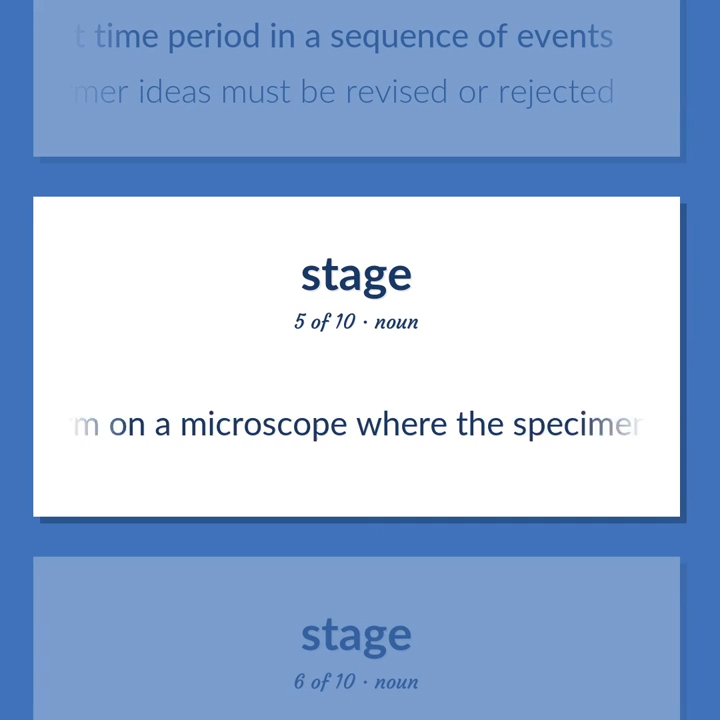 time period in a sequence of events
ideas must be revised or rejected
stage
5 of 10 · noun
on a microscope where the
stage
6 of 10 · noun